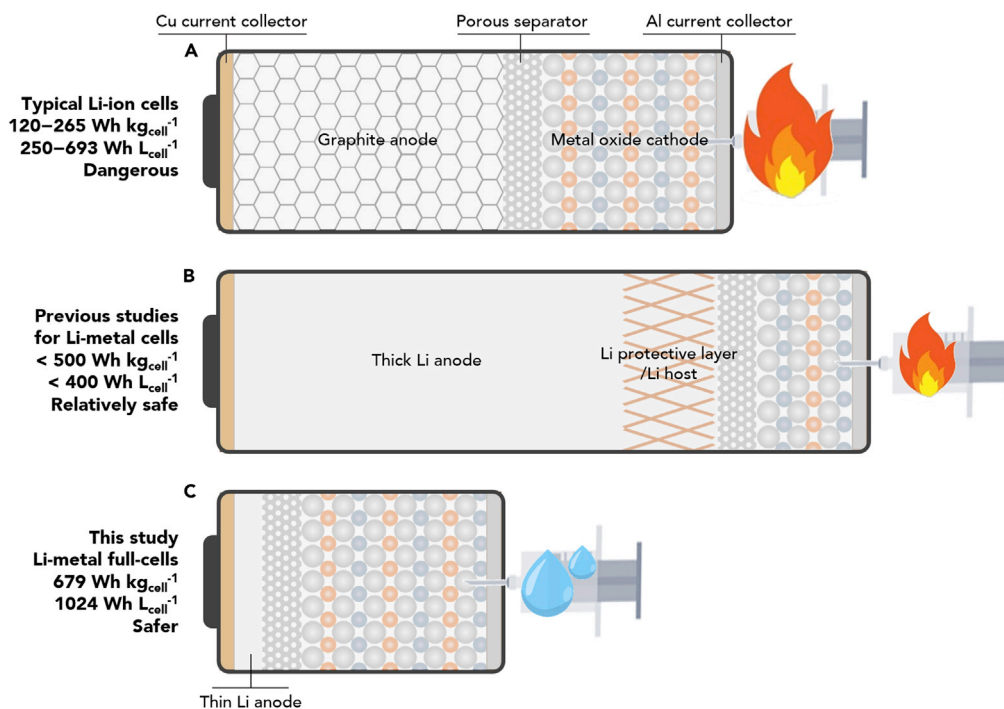 Cu current collector
Porous separator
Al current collector
A
Typical Li-ion cells
120–265 Wh kgcell-1
250–693 Wh Lcell-1
Dangerous
Graphite anode
Metal oxide cathode
B
Previous studies
for Li-metal cells
< 500 Wh kgcell-1
< 400 Wh Lcell-1
Relatively safe
Thick Li anode
Li protective layer
/Li host
C
This study
Li-metal full-cells
679 Wh kgcell-1
1024 Wh Lcell-1
Safer
Thin Li anode